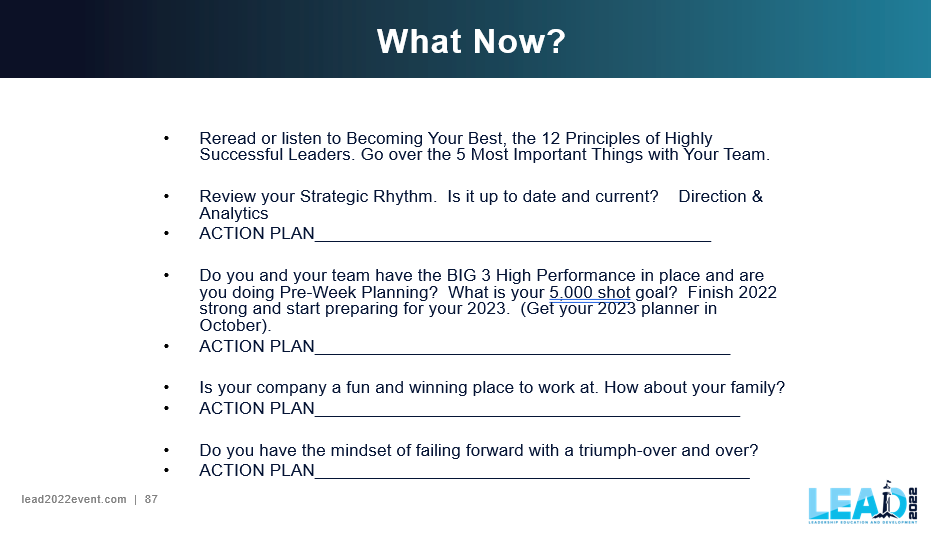 What Now?
• Reread or listen to Becoming Your Best, the 12 Principles of Highly
Successful Leaders. Go over the 5 Most Important Things with Your Team.
• Review your Strategic Rhythm.  Is it up to date and current?    Direction &
Analytics
• ACTION PLAN__________________________________________
• Do you and your team have the BIG 3 High Performance in place and are
you doing Pre-Week Planning?  What is your 5,000 shot goal?  Finish 2022
strong and start preparing for your 2023.  (Get your 2023 planner in
October).
• ACTION PLAN____________________________________________
• Is your company a fun and winning place to work at. How about your family?
• ACTION PLAN_____________________________________________
• Do you have the mindset of failing forward with a triumph-over and over?
• ACTION PLAN______________________________________________
lead2022event.com | 87
LEAD 2022
LEADERSHIP EDUCATION AND DEVELOPMENT